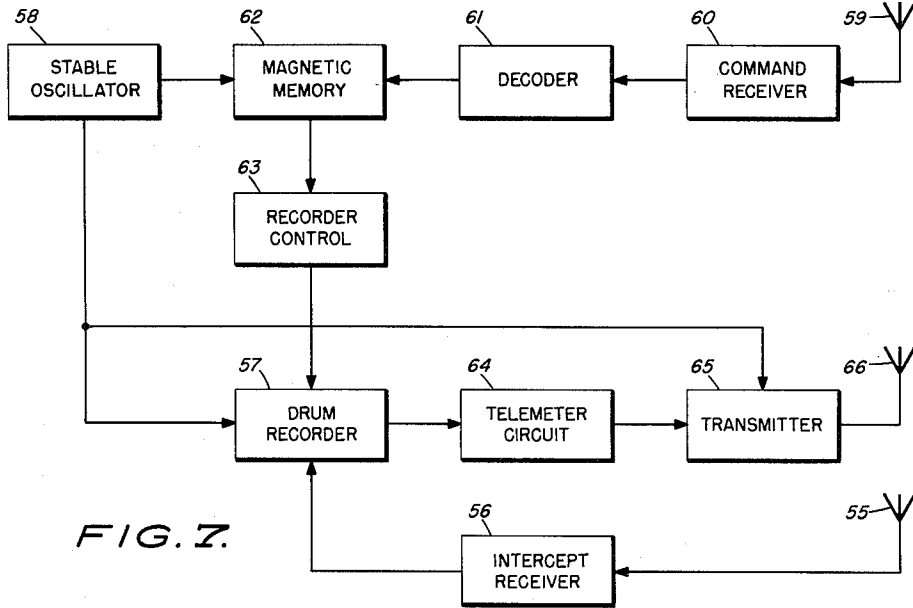 58
62
61
60
59
STABLE
OSCILLATOR
MAGNETIC
MEMORY
DECODER
COMMAND
RECEIVER
63
RECORDER
CONTROL
57
64
65
66
DRUM
RECORDER
TELEMETER
CIRCUIT
TRANSMITTER
56
55
INTERCEPT
RECEIVER
FIG. 7.